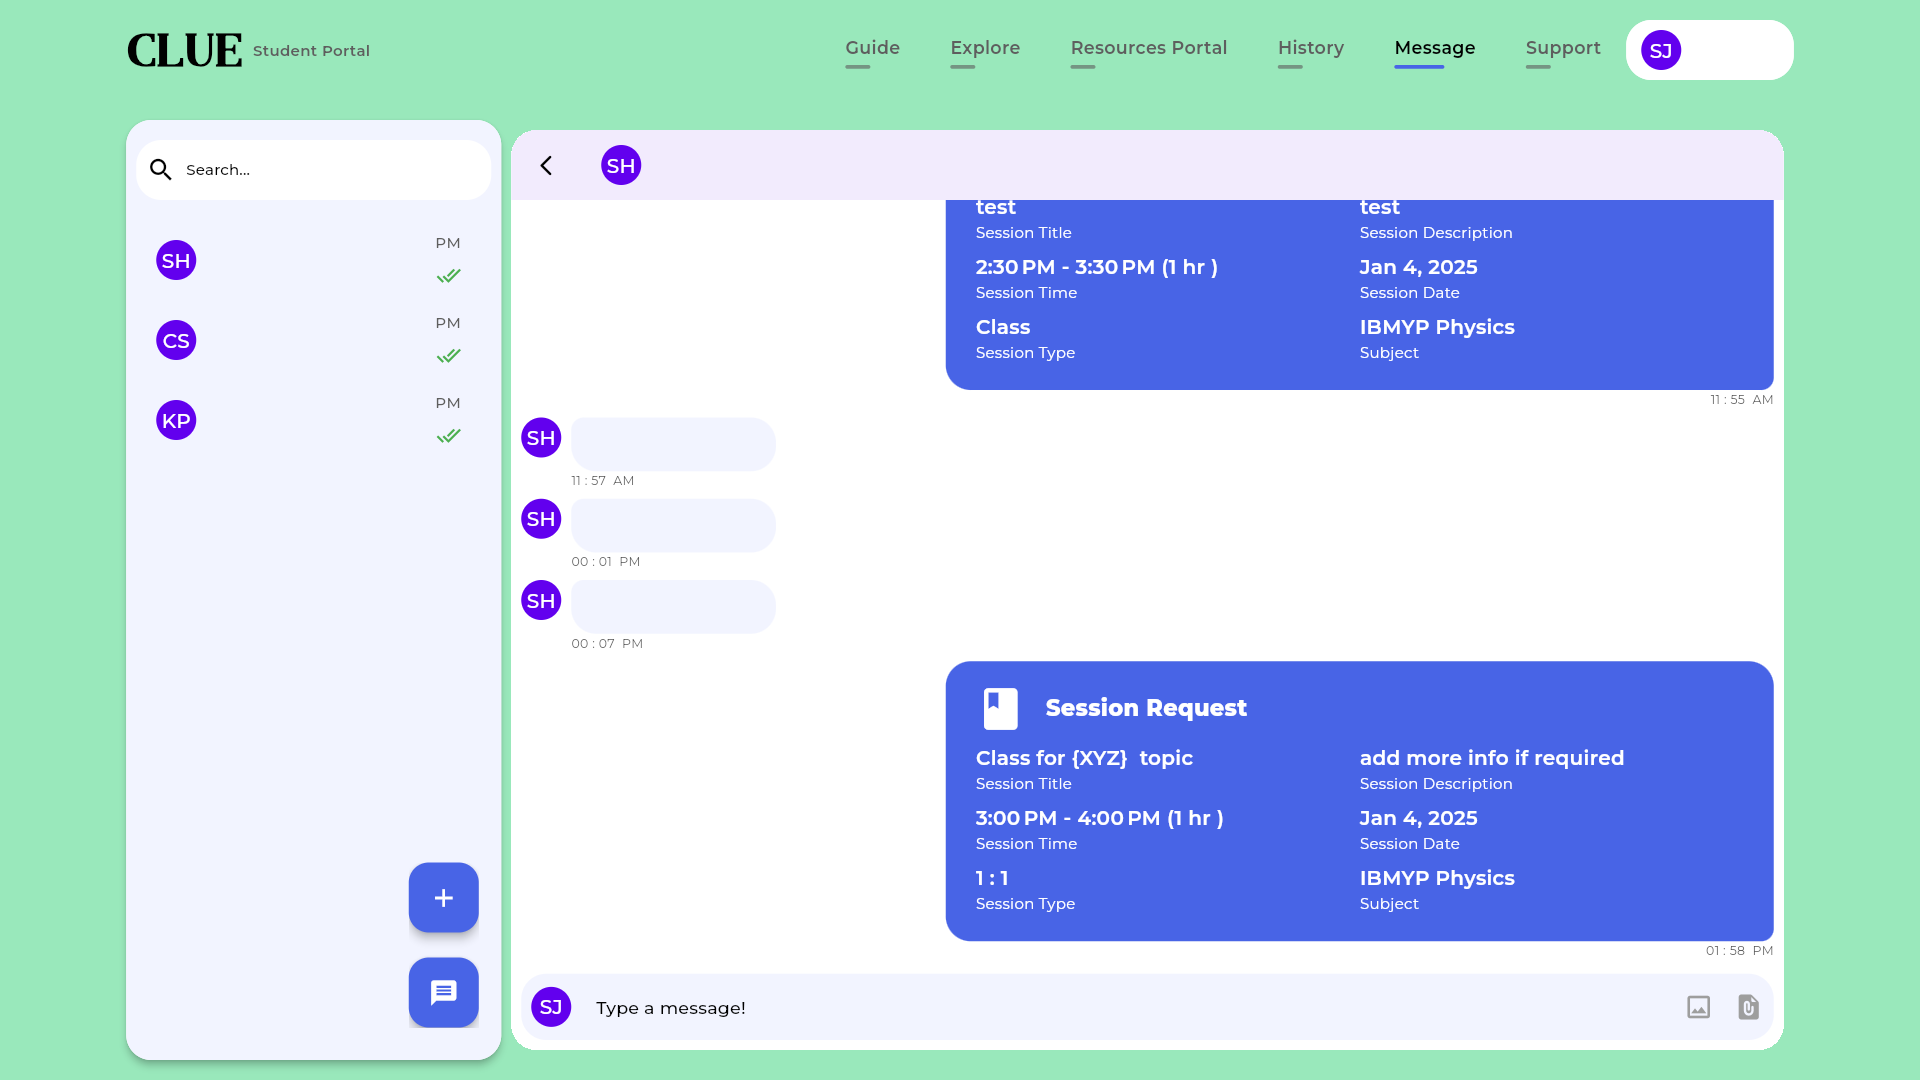 CLUE Student Portal
Guide Explore Resources Portal History Message Support SJ
Search...
SH PM
CS PM
KP PM
SH
test test
Session Title Session Description
2:30 PM - 3:30 PM (1 hr ) Jan 4, 2025
Session Time Session Date
Class IBMYP Physics
Session Type Subject
11 : 55 AM
SH
11 : 57 AM
SH
00 : 01 PM
SH
00 : 07 PM
Session Request
Class for {XYZ}  topic add more info if required
Session Title Session Description
3:00 PM - 4:00 PM (1 hr ) Jan 4, 2025
Session Time Session Date
1 : 1 IBMYP Physics
Session Type Subject
01 : 58 PM
SJ Type a message!